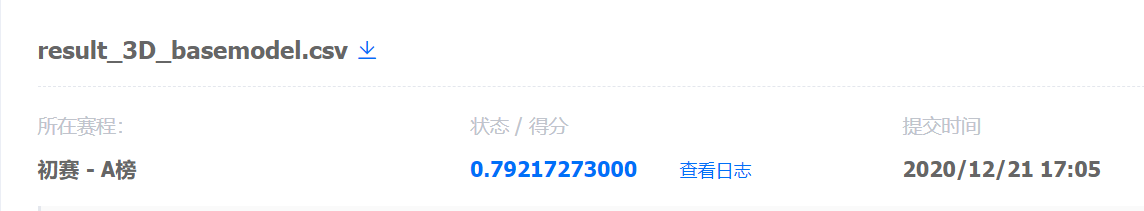 result_3D_basemodel.csv
所在赛程：
状态 / 得分
提交时间
初赛 - A榜
0.79217273000
查看日志
2020/12/21 17:05